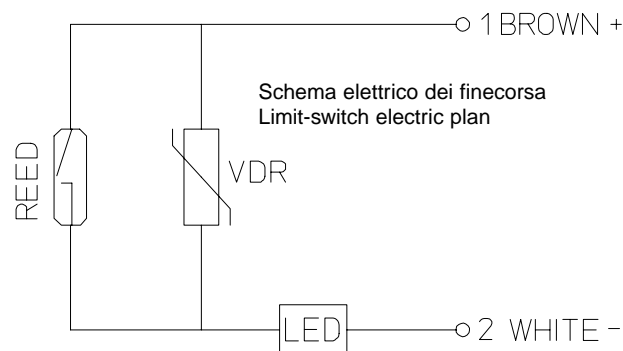 1 BROWN +
Schema elettrico dei finecorsa
Limit-switch electric plan
REED
VDR
LED
2 WHITE -